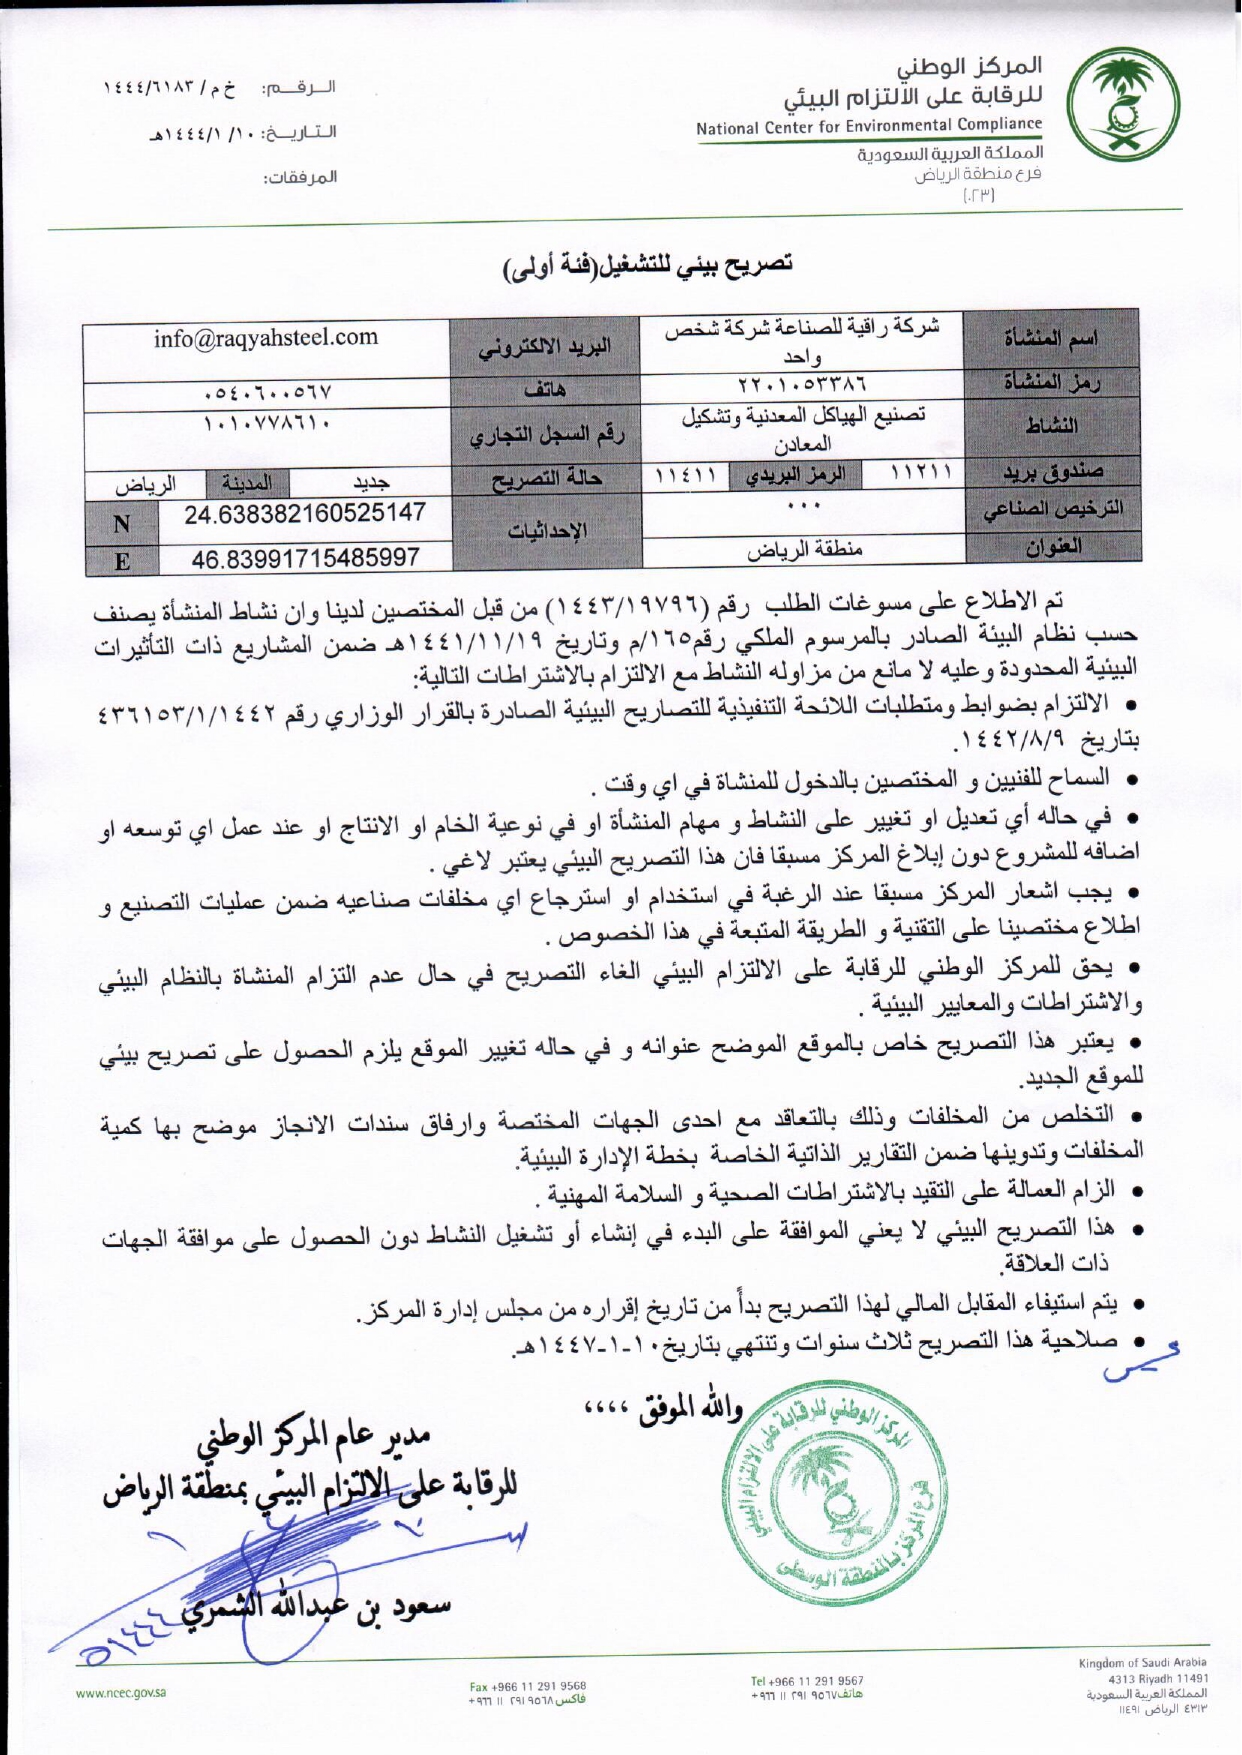 المركز الوطني
للرقابة على الالتزام البيئي
National Center for Environmental Compliance
المملكة العربية السعودية
فرع منطقة الرياض
(٠٢٣)
الـرقـــم: خ م / ١٤٤٤/٦١٨٣
التـاريـخ: ١٠ /١ /١٤٤٤هـ
المرفقات:
تصريح بيئي للتشغيل(فئة أولى)
اسم المنشأة شركة راقية للصناعة شركة شخص واحد البريد الالكتروني info@raqyahsteel.com
رمز المنشأة ٢٢٠١٠٥٣٣٨٦ هاتف ٠٥٤٠٦٠٠٥٦٧
النشاط تصنيع الهياكل المعدنية وتشكيل المعادن رقم السجل التجاري ١٠١٠٧٧٨٦١٠
صندوق بريد ١١٢١١ الرمز البريدي ١١٤١١ حالة التصريح جديد المدينة الرياض
الترخيص الصناعي ٠٠٠ الإحداثيات 24.638382160525147 N
العنوان منطقة الرياض 46.83991715485997 E
تم الاطلاع على مسوغات الطلب رقم (١٤٤٣/١٩٧٩٦) من قبل المختصين لدينا وان نشاط المنشأة يصنف
حسب نظام البيئة الصادر بالمرسوم الملكي رقم١٦٥/م وتاريخ ١٤٤١/١١/١٩هـ ضمن المشاريع ذات التأثيرات
البيئية المحدودة وعليه لا مانع من مزاوله النشاط مع الالتزام بالاشتراطات التالية:
• الالتزام بضوابط ومتطلبات اللائحة التنفيذية للتصاريح البيئية الصادرة بالقرار الوزاري رقم ٤٣٦١٥٣/١/١٤٤٢
بتاريخ ١٤٤٢/٨/٩.
• السماح للفنيين و المختصين بالدخول للمنشاة في اي وقت .
• في حاله أي تعديل او تغيير على النشاط و مهام المنشأة او في نوعية الخام او الانتاج او عند عمل اي توسعه او
اضافه للمشروع دون إبلاغ المركز مسبقا فان هذا التصريح البيئي يعتبر لاغي .
• يجب اشعار المركز مسبقا عند الرغبة في استخدام او استرجاع اي مخلفات صناعيه ضمن عمليات التصنيع و
اطلاع مختصينا على التقنية و الطريقة المتبعة في هذا الخصوص .
• يحق للمركز الوطني للرقابة على الالتزام البيئي الغاء التصريح في حال عدم التزام المنشاة بالنظام البيئي
والاشتراطات والمعايير البيئية .
• يعتبر هذا التصريح خاص بالموقع الموضح عنوانه و في حاله تغيير الموقع يلزم الحصول على تصريح بيئي
للموقع الجديد.
• التخلص من المخلفات وذلك بالتعاقد مع احدى الجهات المختصة وارفاق سندات الانجاز موضح بها كمية
المخلفات وتدوينها ضمن التقارير الذاتية الخاصة بخطة الإدارة البيئية.
• الزام العمالة على التقيد بالاشتراطات الصحية و السلامة المهنية .
• هذا التصريح البيئي لا يعني الموافقة على البدء في إنشاء أو تشغيل النشاط دون الحصول على موافقة الجهات
ذات العلاقة.
• يتم استيفاء المقابل المالي لهذا التصريح بدأ من تاريخ إقراره من مجلس إدارة المركز.
• صلاحية هذا التصريح ثلاث سنوات وتنتهي بتاريخ١٠-١-١٤٤٧هـ.
والله الموفق ،،،،
مدير عام المركز الوطني
للرقابة على الالتزام البيئي بمنطقة الرياض
سعود بن عبدالله الشمري
المركز الوطني للرقابة على الالتزام البيئي
فرع المركز بالمنطقة الوسطى
www.ncec.gov.sa
Fax +966 11 291 9568
فاكس ٩٥٦٨ ٢٩١ ١١ ٩٦٦+
Tel +966 11 291 9567
هاتف ٩٥٦٧ ٢٩١ ١١ ٩٦٦+
Kingdom of Saudi Arabia
4313 Riyadh 11491
المملكة العربية السعودية
٤٣١٣ الرياض ١١٤٩١